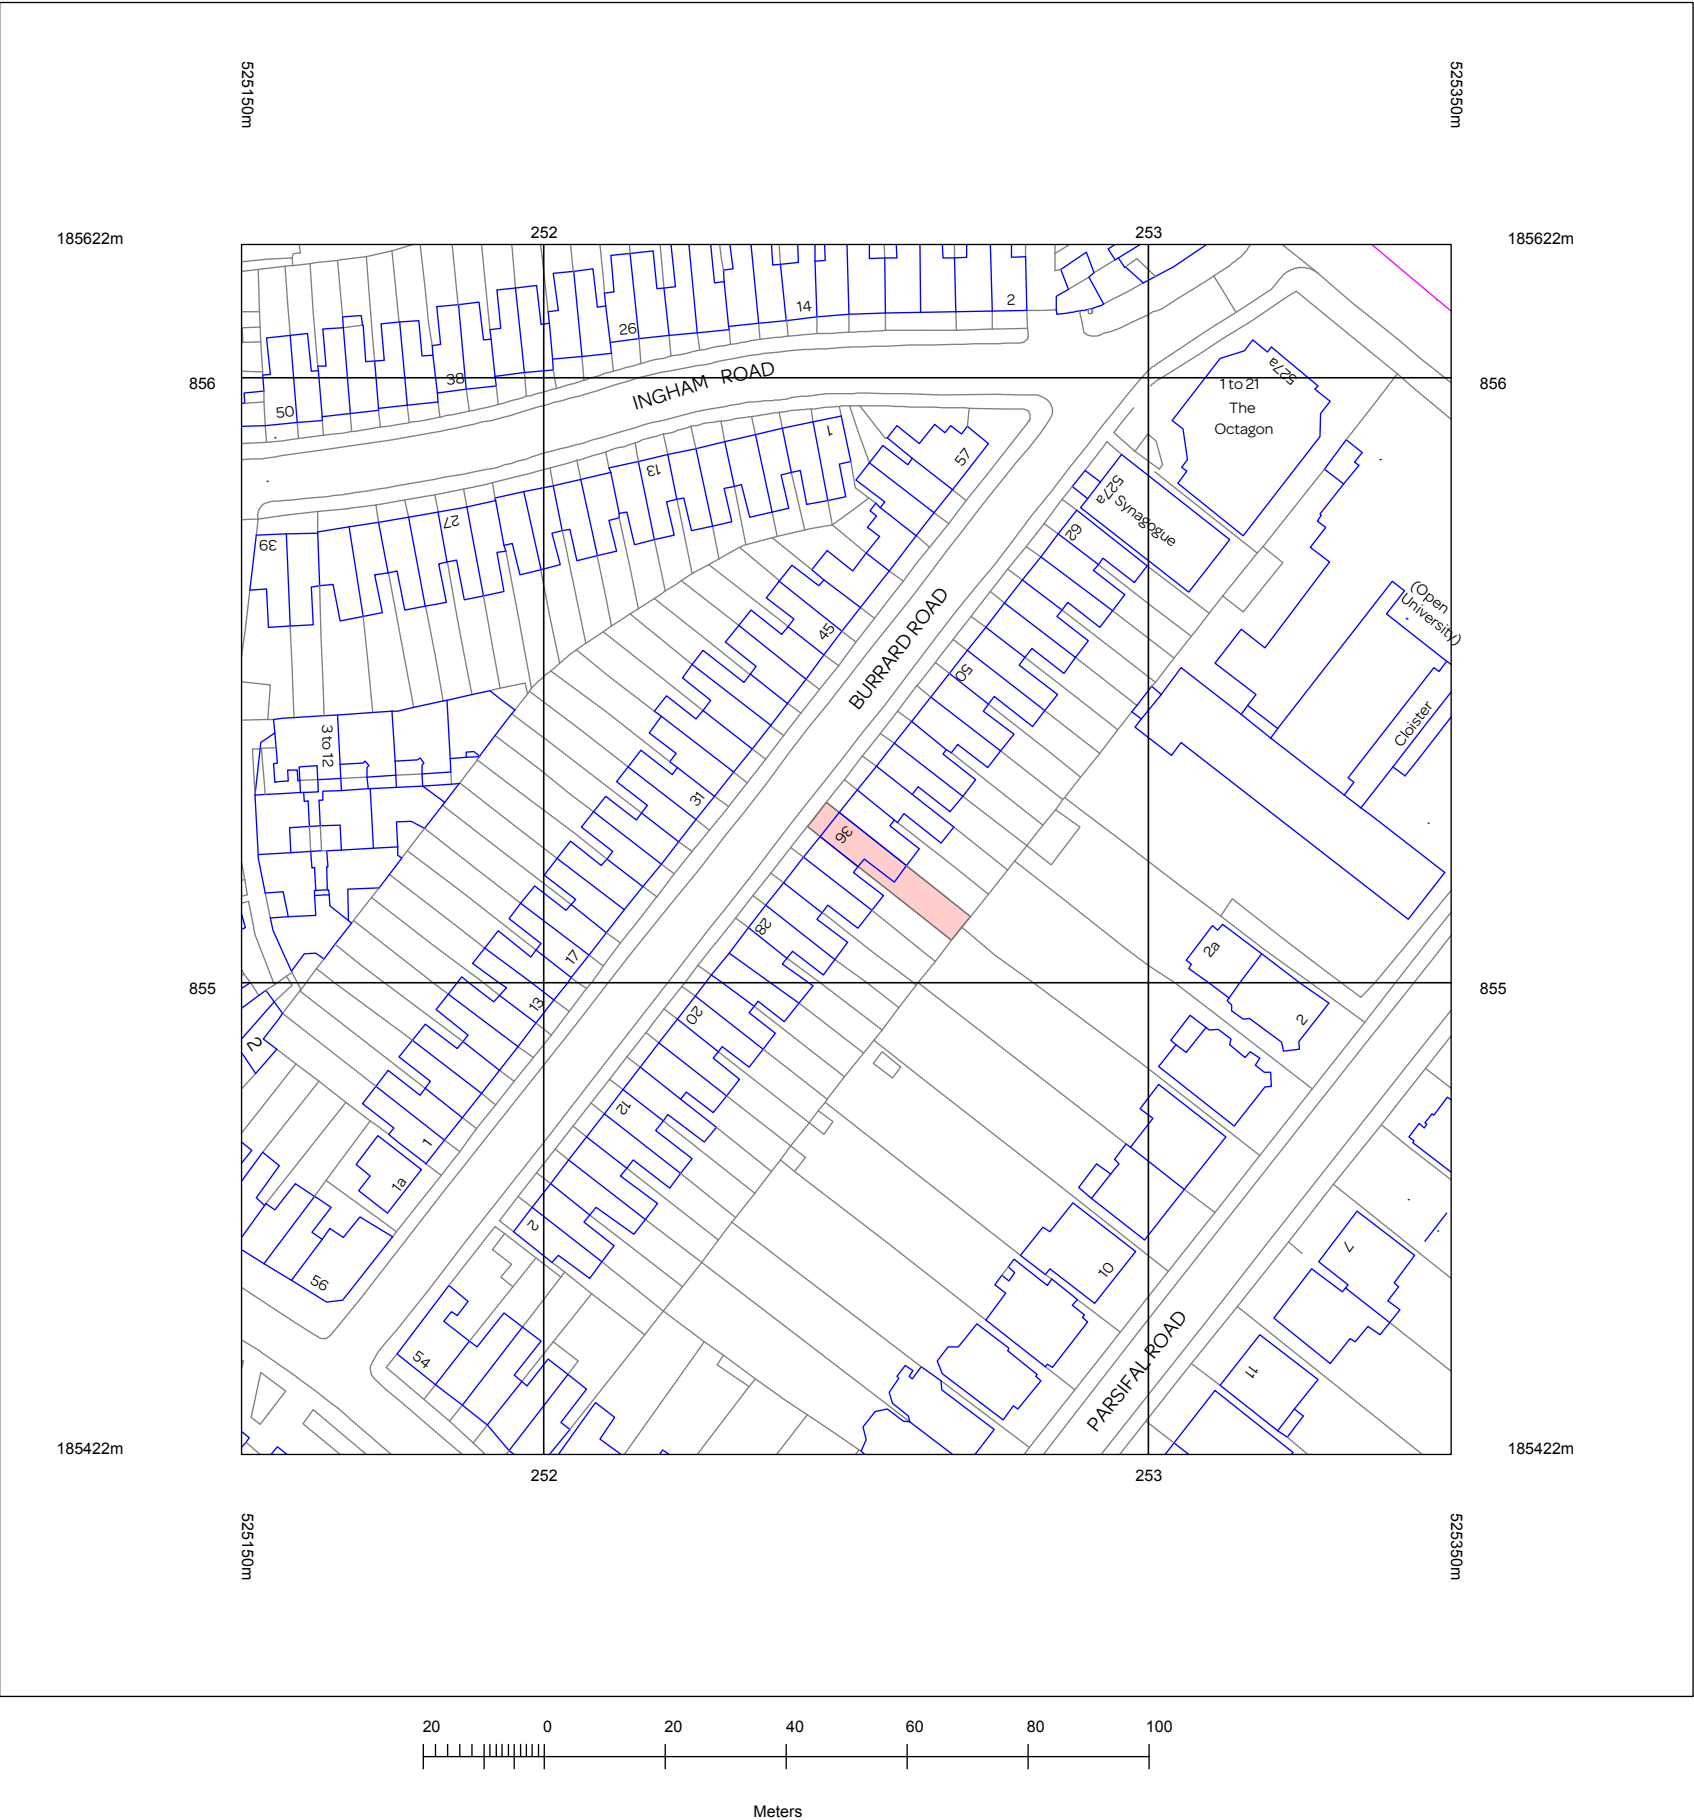 525150m
525350m
185622m
252
253
185622m
14
2
26
38
50
856
856
INGHAM ROAD
527a
1 to 21
The
Octagon
1
13
57
27
39
527a
Synagogue
62
(Open
University)
45
BURRARD ROAD
50
Cloister
3 to 12
31
36
28
2a
17
855
855
13
20
2
2
12
1
1a
2
7
10
56
54
PARSIFAL ROAD
11
185422m
185422m
252
253
525150m
525350m
20 0 20 40 60 80 100
Meters